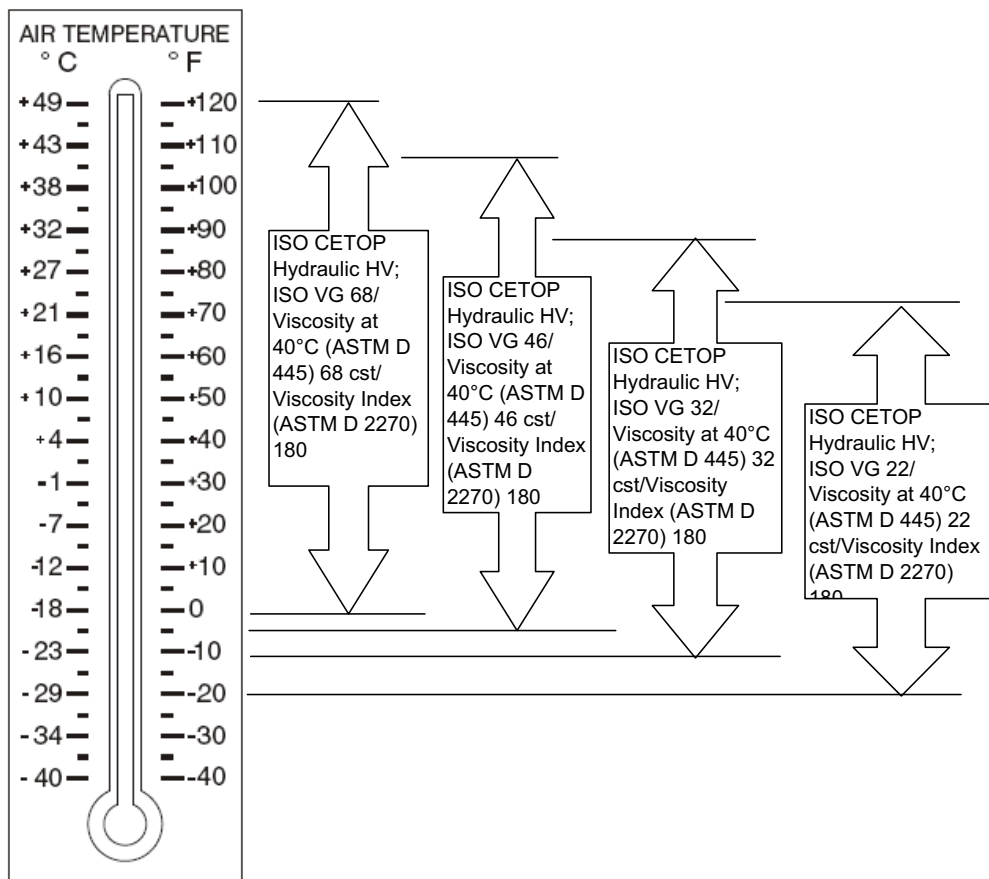 AIR TEMPERATURE
° C ° F
+49 +120
+43 +110
+38 +100
+32 +90
+27 +80
+21 +70
+16 +60
+10 +50
+4 +40
-1 +30
-7 +20
-12 +10
-18 0
-23 -10
-29 -20
-34 -30
-40 -40
ISO CETOP
Hydraulic HV;
ISO VG 68/
Viscosity at
40°C (ASTM D
445) 68 cst/
Viscosity Index
(ASTM D 2270)
180
ISO CETOP
Hydraulic HV;
ISO VG 46/
Viscosity at
40°C (ASTM D
445) 46 cst/
Viscosity Index
(ASTM D
2270) 180
ISO CETOP
Hydraulic HV;
ISO VG 32/
Viscosity at 40°C
(ASTM D 445) 32
cst/Viscosity
Index (ASTM D
2270) 180
ISO CETOP
Hydraulic HV;
ISO VG 22/
Viscosity at 40°C
(ASTM D 445) 22
cst/Viscosity Index
(ASTM D 2270)
180